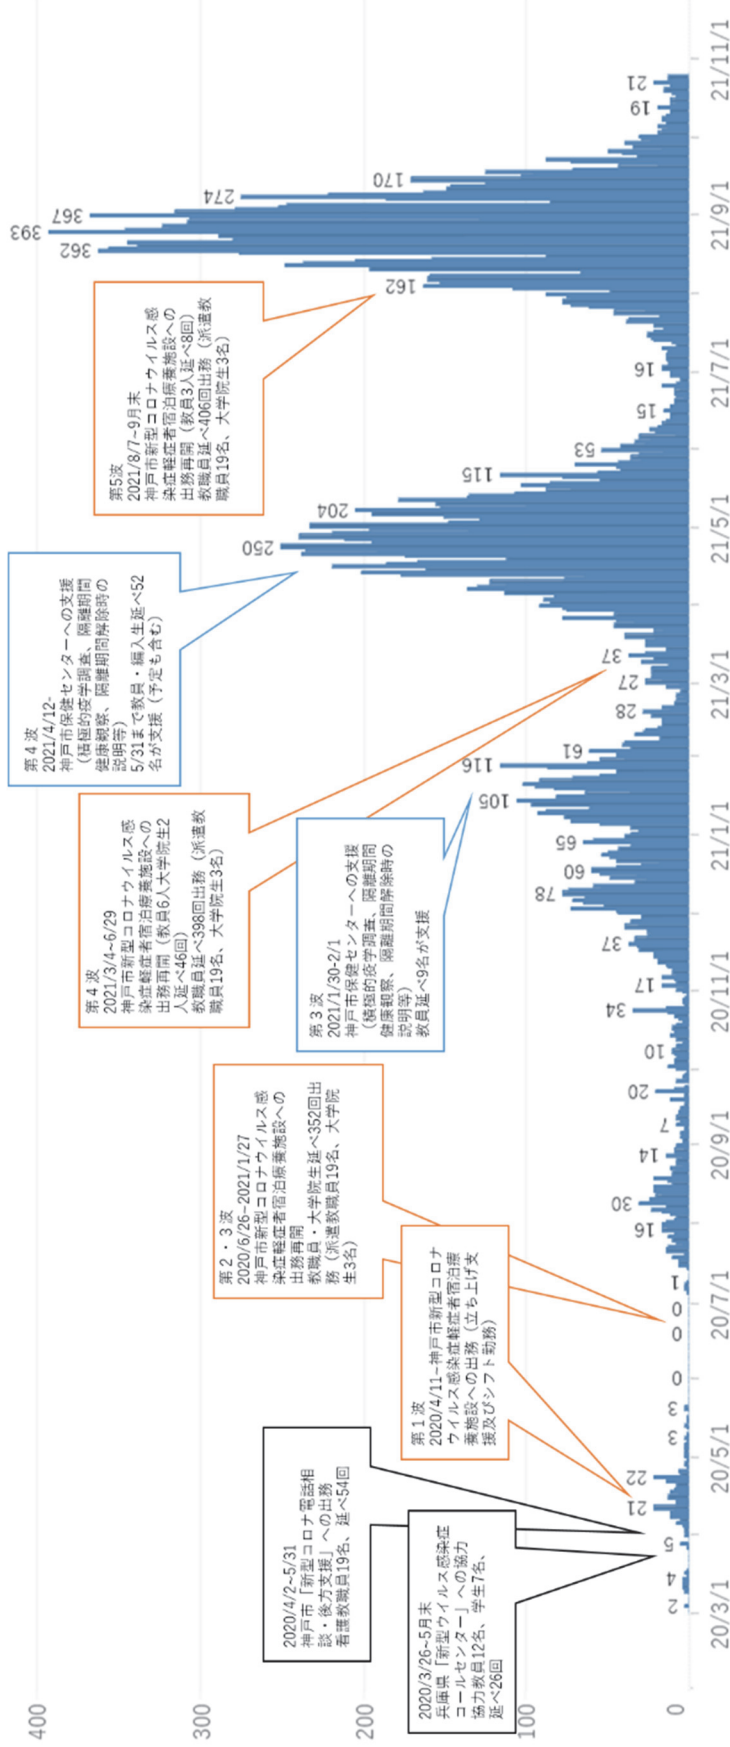 400
300
200
100
0
2020/3/26~5月末
兵庫県「新型ウイルス感染症
コールセンター」への協力
協力教員12名、学生7名、
延べ26回
2020/4/2~5/31
神戸市「新型コロナ電話相
談・後方支援」への出務
看護教職員19名、延べ54回
第1波
2020/4/11~神戸市新型コロナ
ウイルス感染症軽症者宿泊療
養施設への出務（立ち上げ支
援及びシフト勤務）
第2・3波
2020/6/26~2021/1/27
神戸市新型コロナウイルス感
染症軽症者宿泊療養施設への
出務再開
教職員・大学院生延べ352回出
務（派遣教職員19名、大学院
生3名）
第3波
2021/1/30-2/1
神戸市保健センターへの支援
（積極的疫学調査、隔離期間
健康観察、隔離期間解除時の
説明等）
教員延べ9名が支援
第4波
2021/3/4~6/29
神戸市新型コロナウイルス感
染症軽症者宿泊療養施設への
出務再開（教員6人大学院生2
人延べ46回）
教職員延べ398回出務（派遣教
職員19名、大学院生3名）
第4波
2021/4/12-
神戸市保健センターへの支援
（積極的疫学調査、隔離期間
健康観察、隔離期間解除時の
説明等）
5/31まで教員・編入生延べ52
名が支援（予定も含む）
第5波
2021/8/7~9月末
神戸市新型コロナウイルス感
染症軽症者宿泊療養施設への
出務再開（教員3人延べ8回）
教職員延べ406回出務（派遣教
職員19名、大学院生3名）
2
4
5
21
22
3
3
0
0
0
1
16
30
14
7
20
10
34
17
37
78
60
65
105
116
61
28
27
37
250
204
115
53
15
16
162
362
393
367
274
170
19
21
20/3/1
20/5/1
20/7/1
20/9/1
20/11/1
21/1/1
21/3/1
21/5/1
21/7/1
21/9/1
21/11/1